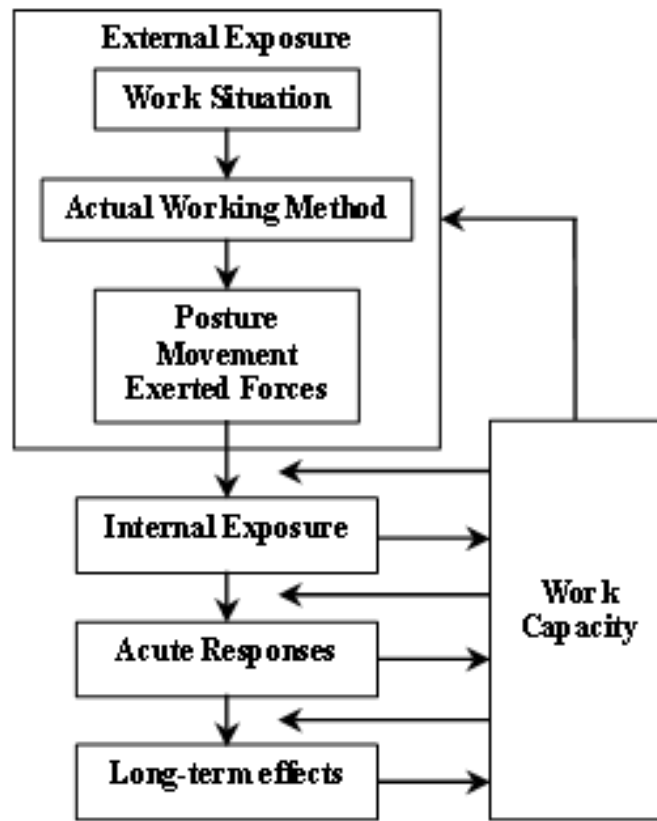 External Exposure
Work Situation
Actual Working Method
Posture
Movement
Exerted Forces
Internal Exposure
Acute Responses
Long-term effects
Work
Capacity